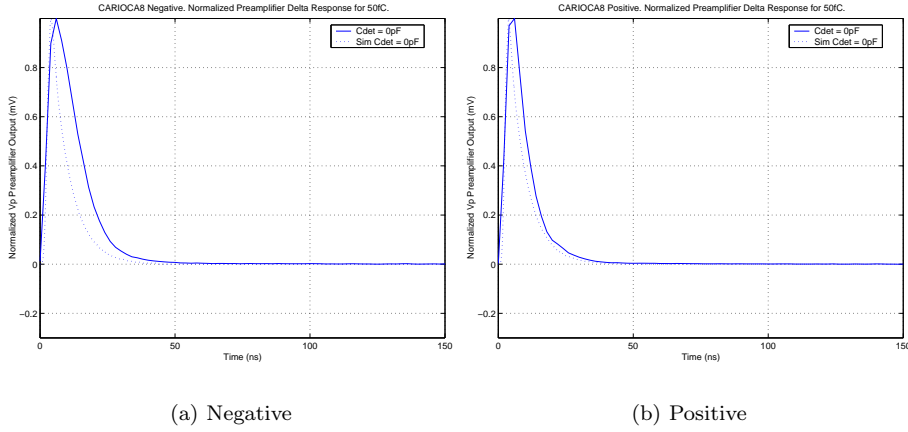 CARIOCA8 Negative. Normalized Preamplifier Delta Response for 50fC.
Cdet = 0pF
Sim Cdet = 0pF
Normalized Vp Preamplifier Output (mV)
0.8
0.6
0.4
0.2
0
−0.2
0
50
100
150
Time (ns)
(a) Negative
CARIOCA8 Positive. Normalized Preamplifier Delta Response for 50fC.
Cdet = 0pF
Sim Cdet = 0pF
Normalized Vp Preamplifier Output (mV)
0.8
0.6
0.4
0.2
0
−0.2
0
50
100
150
Time (ns)
(b) Positive